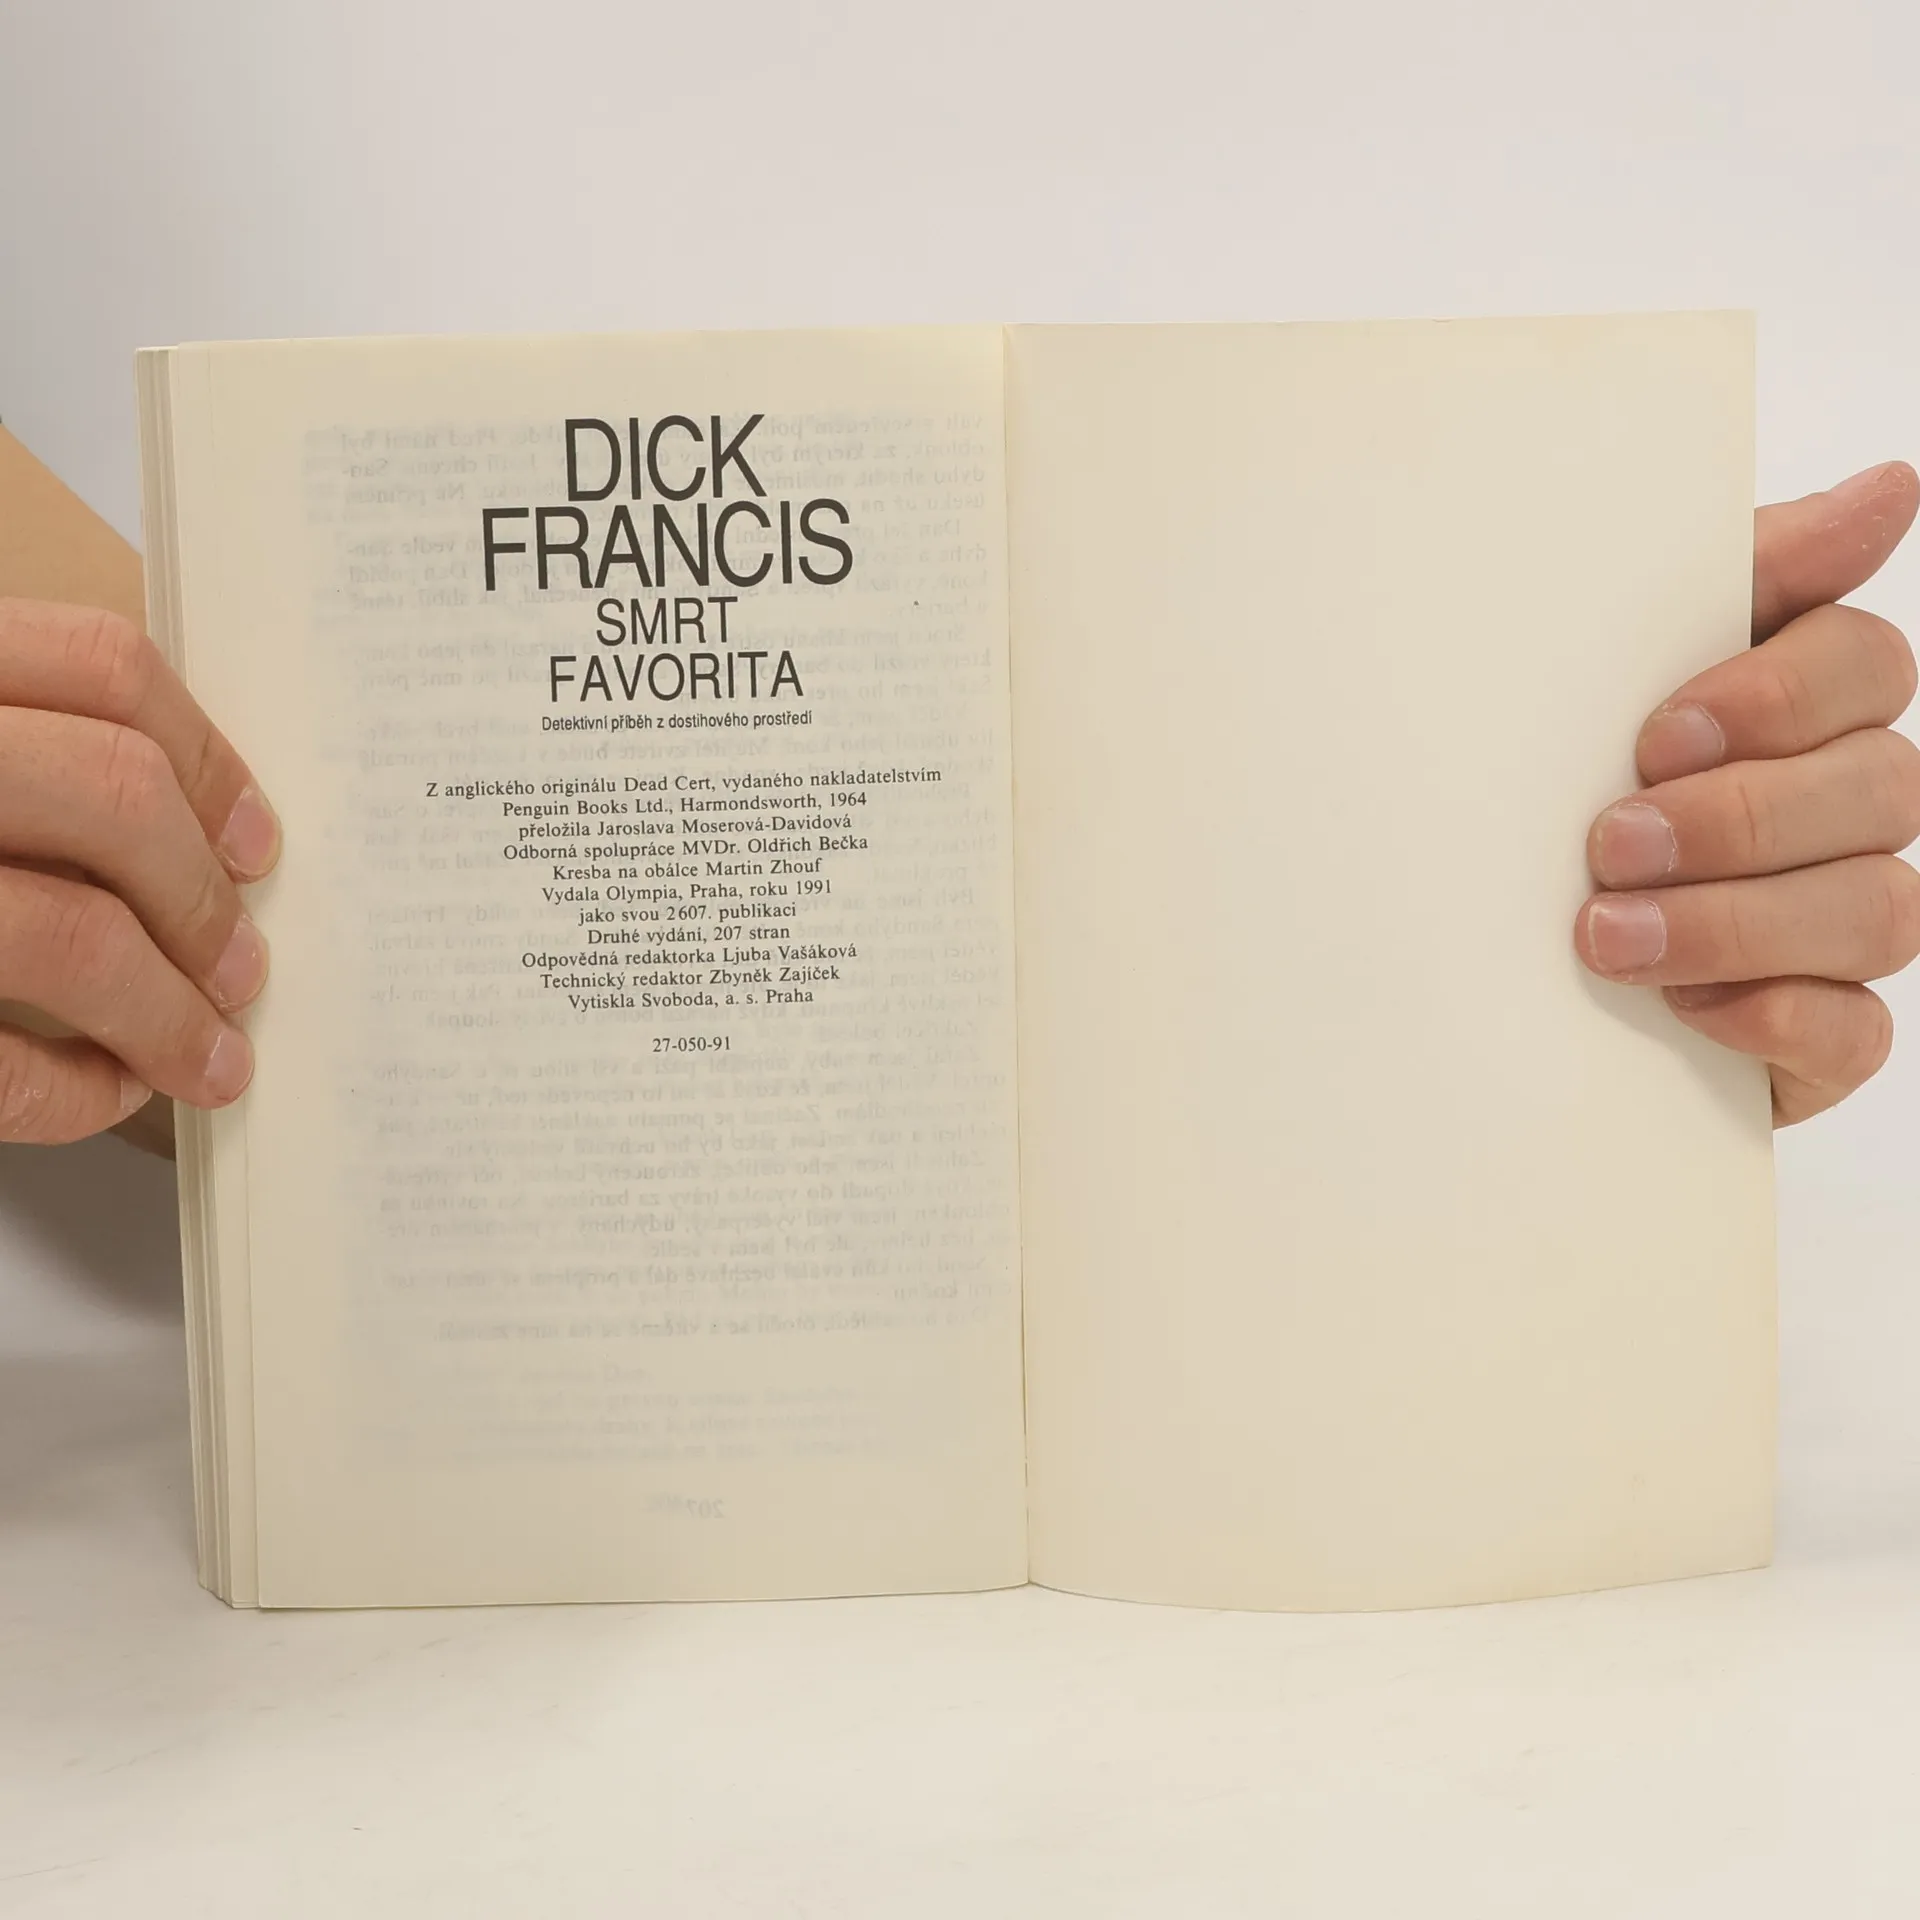 DICK
FRANCIS
SMRT
FAVORITA
Detektivní příběh z dostihového prostředí
Z anglického originálu Dead Cert, vydaného nakladatelstvím
Penguin Books Ltd., Harmondsworth, 1964
přeložila Jaroslava Moserová-Davidová
Odborná spolupráce MVDr. Oldřich Bečka
Kresba na obálce Martin Zhouf
Vydala Olympia, Praha, roku 1991
jako svou 2607. publikaci
Druhé vydání, 207 stran
Odpovědná redaktorka Ljuba Vašáková
Technický redaktor Zbyněk Zajíček
Vytiskla Svoboda, a. s. Praha
27-050-91